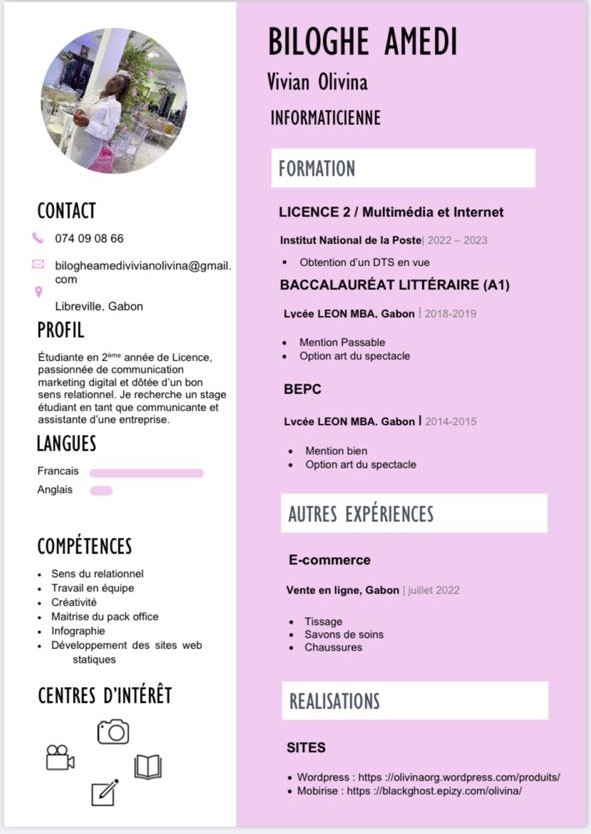 BILOGHE AMEDI
Vivian Olivina
INFORMATICIENNE
CONTACT
074 09 08 66
bilogheamedivivianolivina@gmail.
com
Libreville. Gabon
PROFIL
Étudiante en 2ème année de Licence,
passionnée de communication
marketing digital et dôtée d'un bon
sens relationnel. Je recherche un stage
étudiant en tant que communicante et
assistante d'une entreprise.
LANGUES
Francais
Anglais
COMPÉTENCES
• Sens du relationnel
• Travail en équipe
• Créativité
• Maitrise du pack office
• Infographie
• Développement des sites web
statiques
CENTRES D'INTÉRÊT
FORMATION
LICENCE 2 / Multimédia et Internet
Institut National de la Poste| 2022 – 2023
▪ Obtention d'un DTS en vue
BACCALAURÉAT LITTÉRAIRE (A1)
Lycée LEON MBA. Gabon | 2018-2019
• Mention Passable
• Option art du spectacle
BEPC
Lycée LEON MBA. Gabon | 2014-2015
• Mention bien
• Option art du spectacle
AUTRES EXPÉRIENCES
E-commerce
Vente en ligne, Gabon | juillet 2022
• Tissage
• Savons de soins
• Chaussures
REALISATIONS
SITES
• Wordpress : https ://olivinaorg.wordpress.com/produits/
• Mobirise : https ://blackghost.epizy.com/olivina/